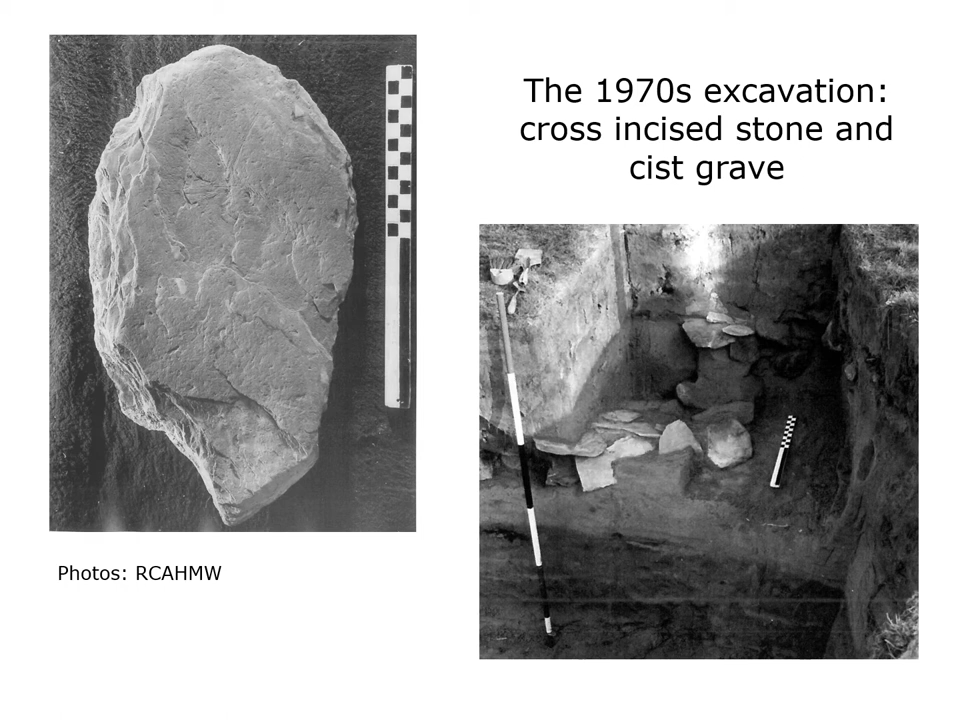 The 1970s excavation:
cross incised stone and
cist grave
Photos: RCAHMW